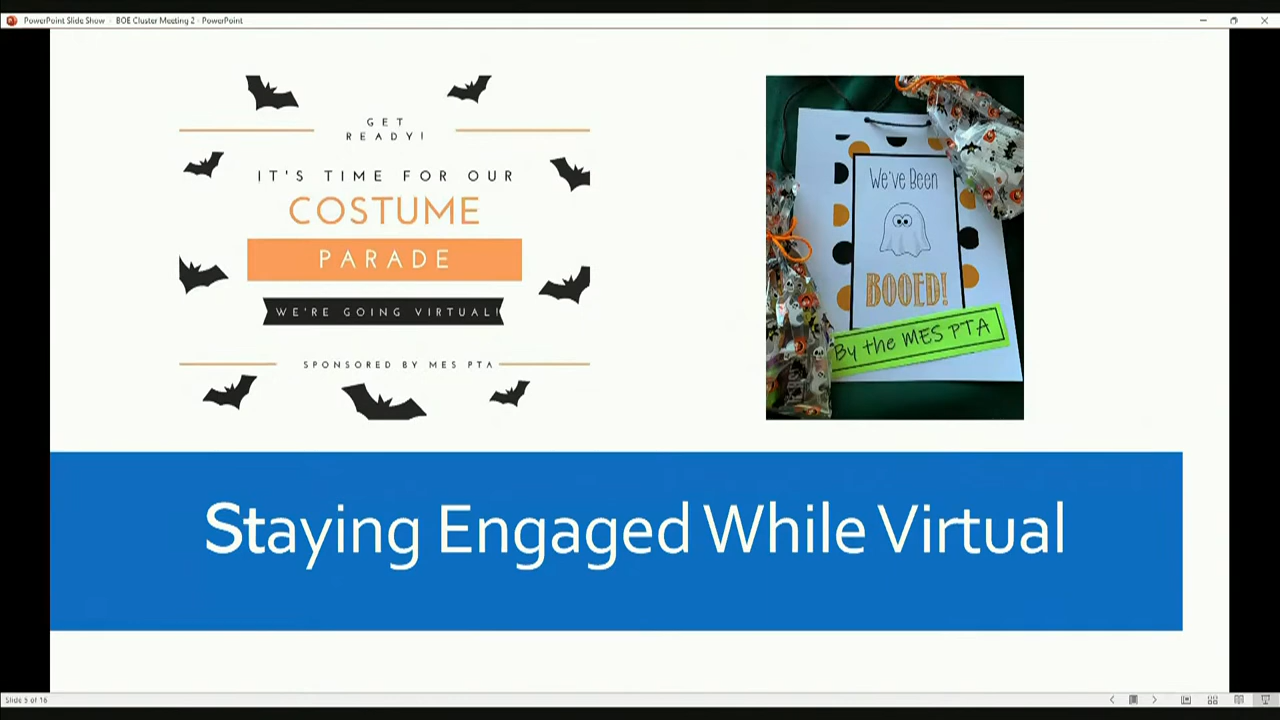 PowerPoint Slide Show - BOE Cluster Meeting 2 - PowerPoint
GET
READY!
IT'S TIME FOR OUR
COSTUME
PARADE
WE'RE GOING VIRTUAL!
SPONSORED BY MES PTA
We've Been
BOOED!
By the MES PTA
Staying Engaged While Virtual
Slide 5 of 16